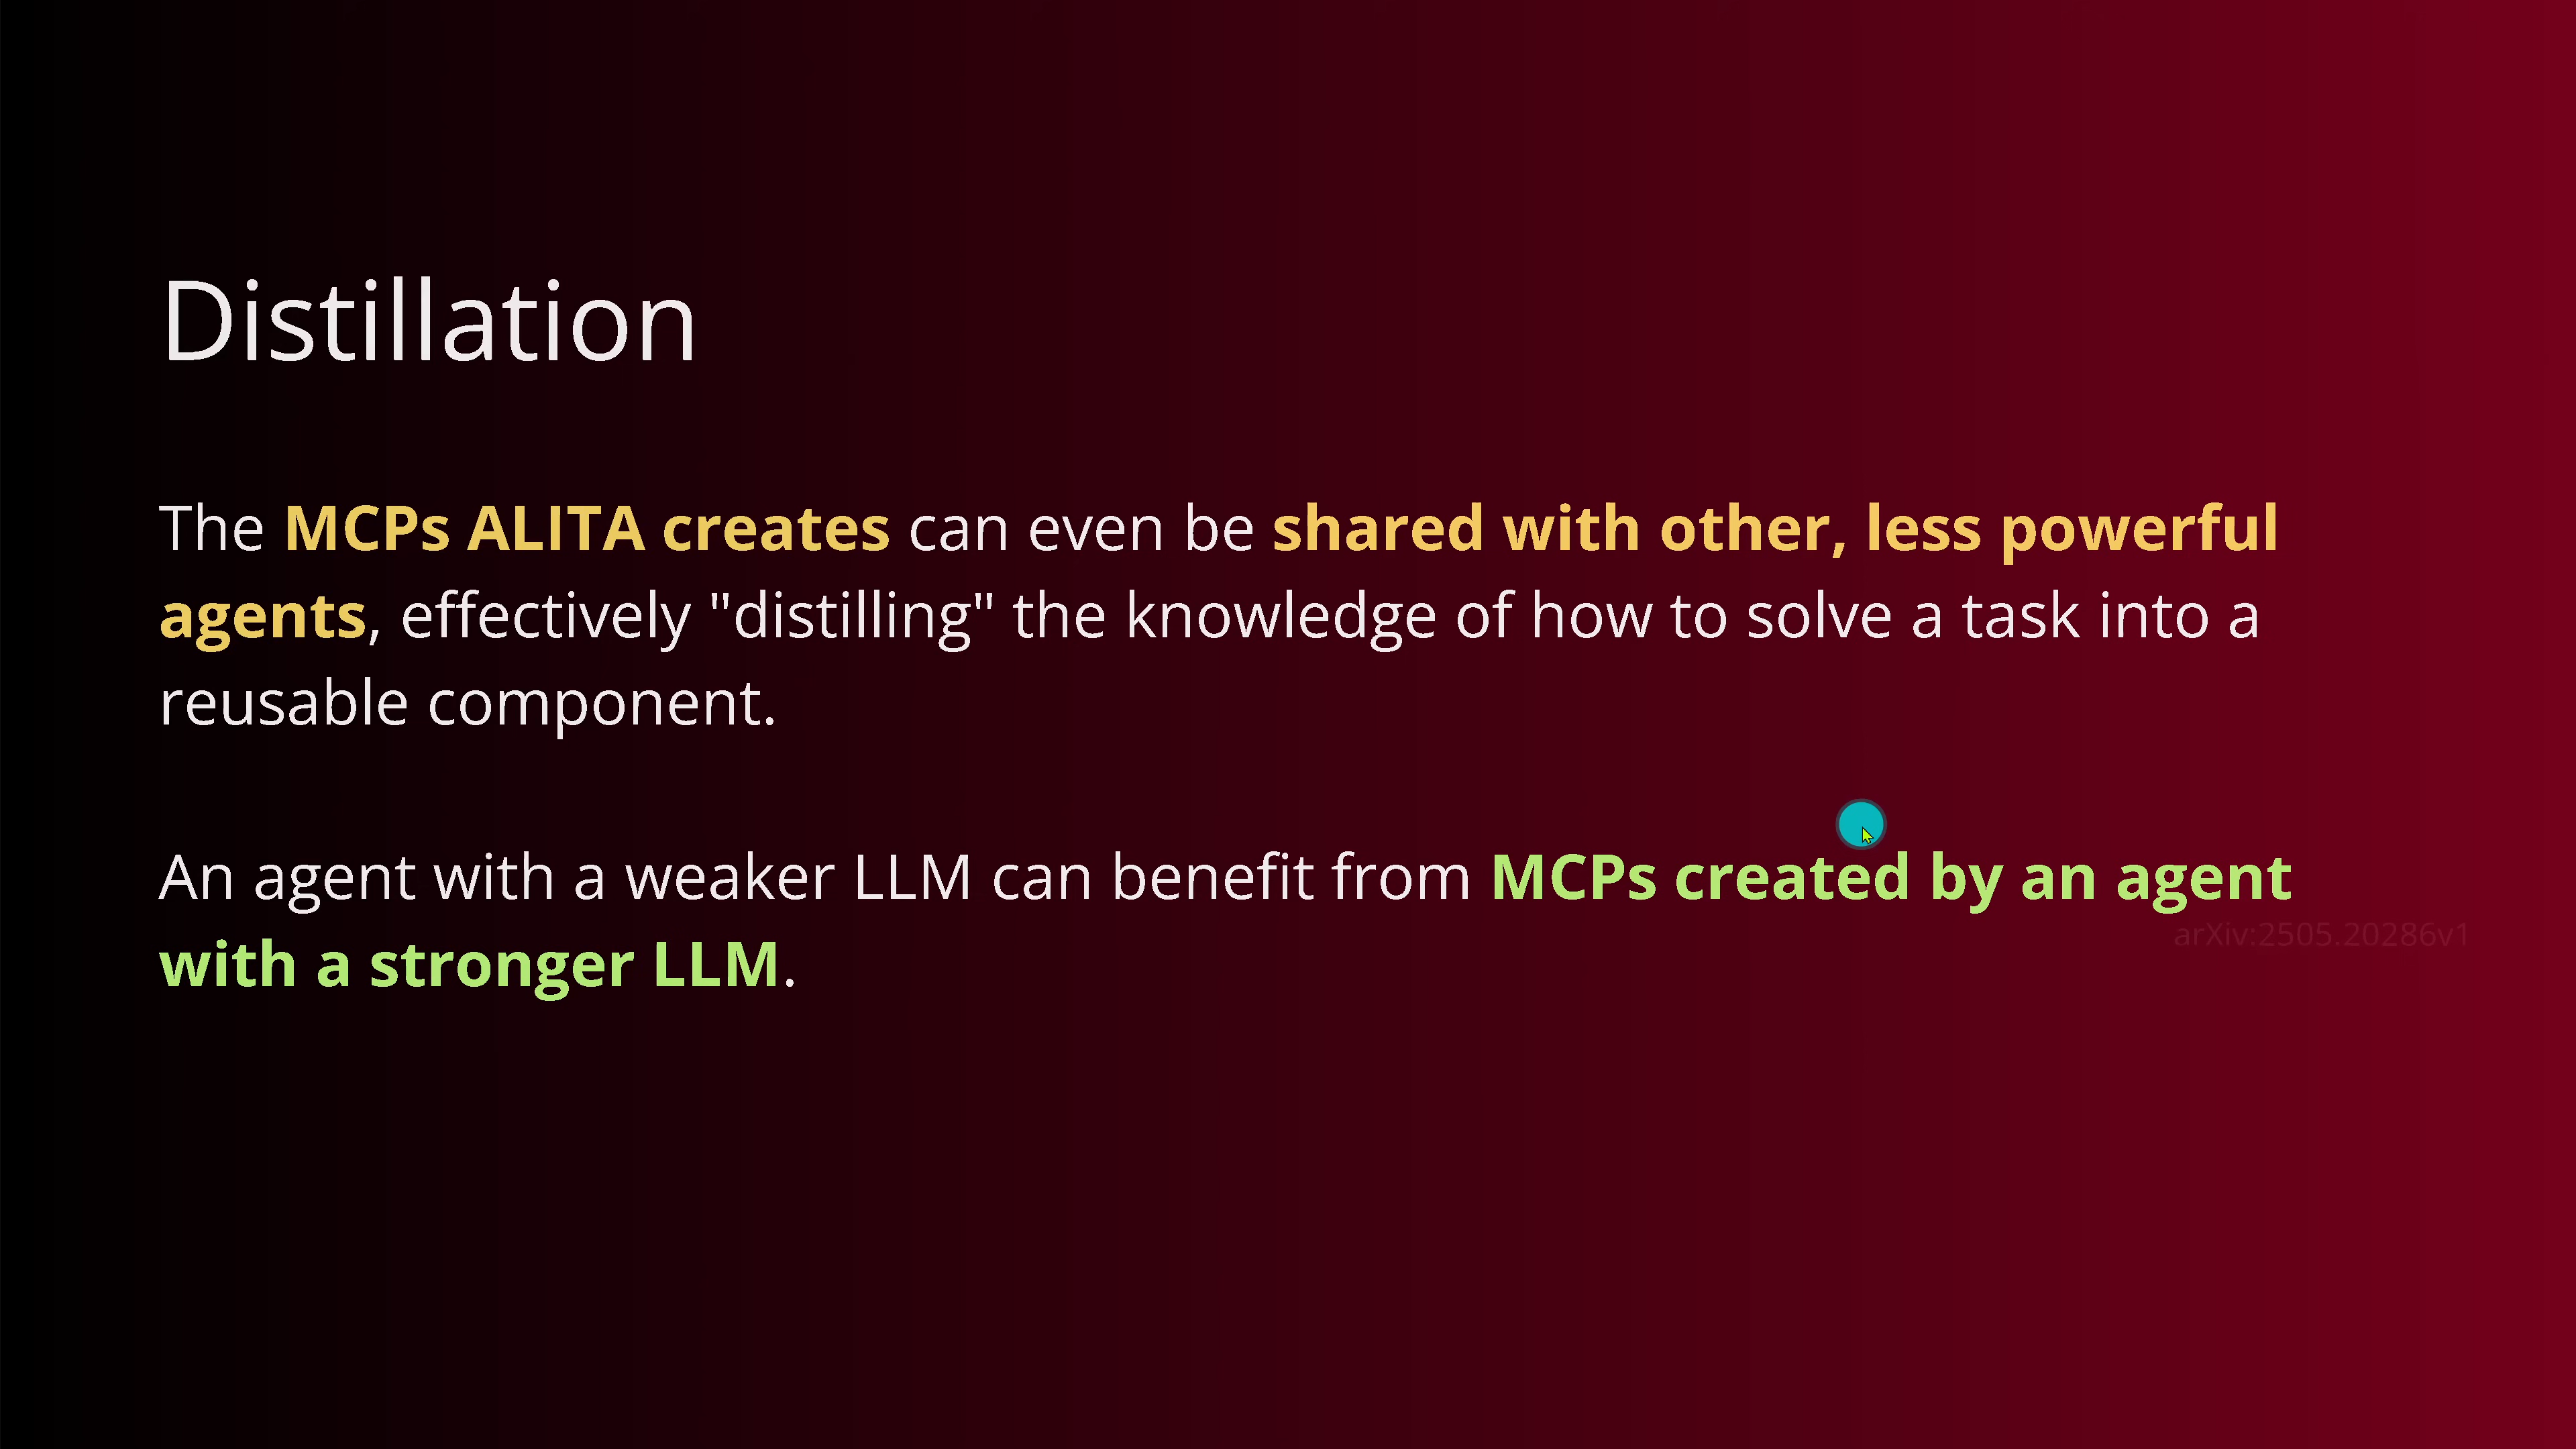 Distillation
The MCPs ALITA creates can even be shared with other, less powerful
agents, effectively "distilling" the knowledge of how to solve a task into a
reusable component.
An agent with a weaker LLM can benefit from MCPs created by an agent
arXiv:2505.20286v1
with a stronger LLM.